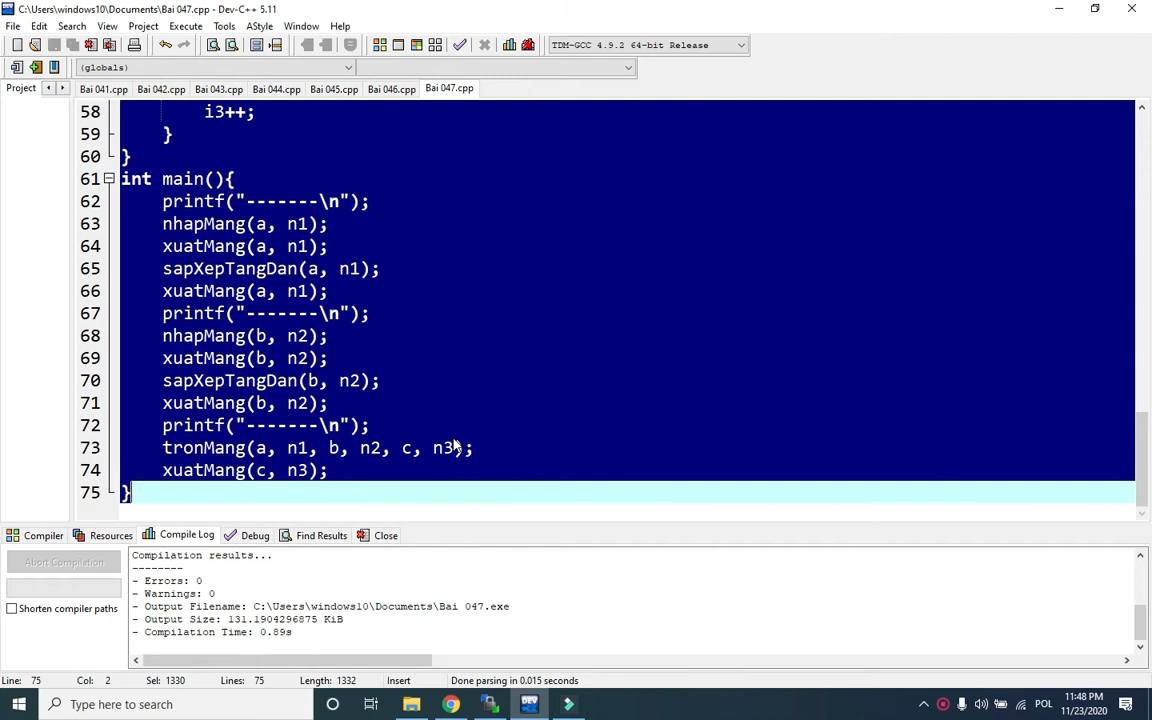 C:\Users\windows10\Documents\Bai 047.cpp - Dev-C++ 5.11
File Edit Search View Project Execute Tools AStyle Window Help
TDM-GCC 4.9.2 64-bit Release
(globals)
Project Bai 041.cpp Bai 042.cpp Bai 043.cpp Bai 044.cpp Bai 045.cpp Bai 046.cpp Bai 047.cpp
58 i3++;
59 }
60 }
61 int main(){
62 printf("-------\n");
63 nhapMang(a, n1);
64 xuatMang(a, n1);
65 sapXepTangDan(a, n1);
66 xuatMang(a, n1);
67 printf("-------\n");
68 nhapMang(b, n2);
69 xuatMang(b, n2);
70 sapXepTangDan(b, n2);
71 xuatMang(b, n2);
72 printf("-------\n");
73 tronMang(a, n1, b, n2, c, n3);
74 xuatMang(c, n3);
75 }
Compiler Resources Compile Log Debug Find Results Close
Abort Compilation
Shorten compiler paths
Compilation results...
--------
- Errors: 0
- Warnings: 0
- Output Filename: C:\Users\windows10\Documents\Bai 047.exe
- Output Size: 131.1904296875 KiB
- Compilation Time: 0.89s
Line: 75 Col: 2 Sel: 1330 Lines: 75 Length: 1332 Insert Done parsing in 0.015 seconds
Type here to search
DEV
POL
11:48 PM
11/23/2020